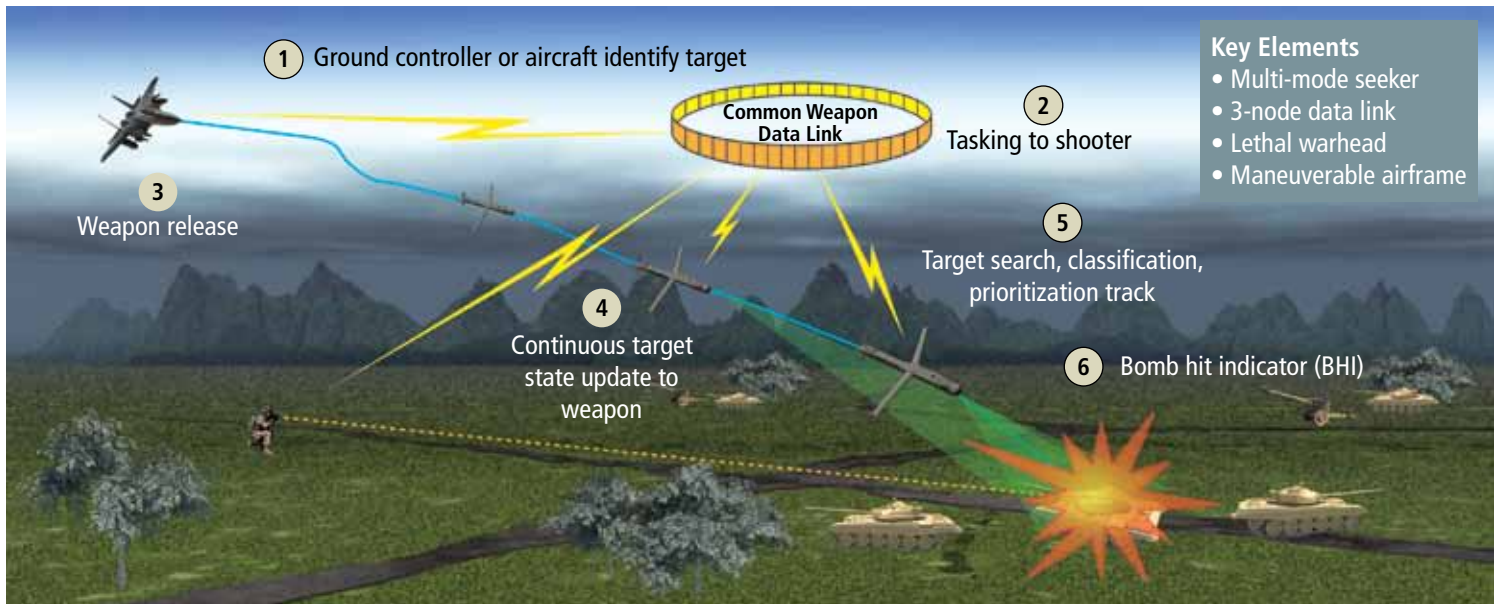 1 Ground controller or aircraft identify target
Common Weapon
Data Link
2
Tasking to shooter
Key Elements
• Multi-mode seeker
• 3-node data link
• Lethal warhead
• Maneuverable airframe
3
Weapon release
4
Continuous target
state update to
weapon
5
Target search, classification,
prioritization track
6 Bomb hit indicator (BHI)